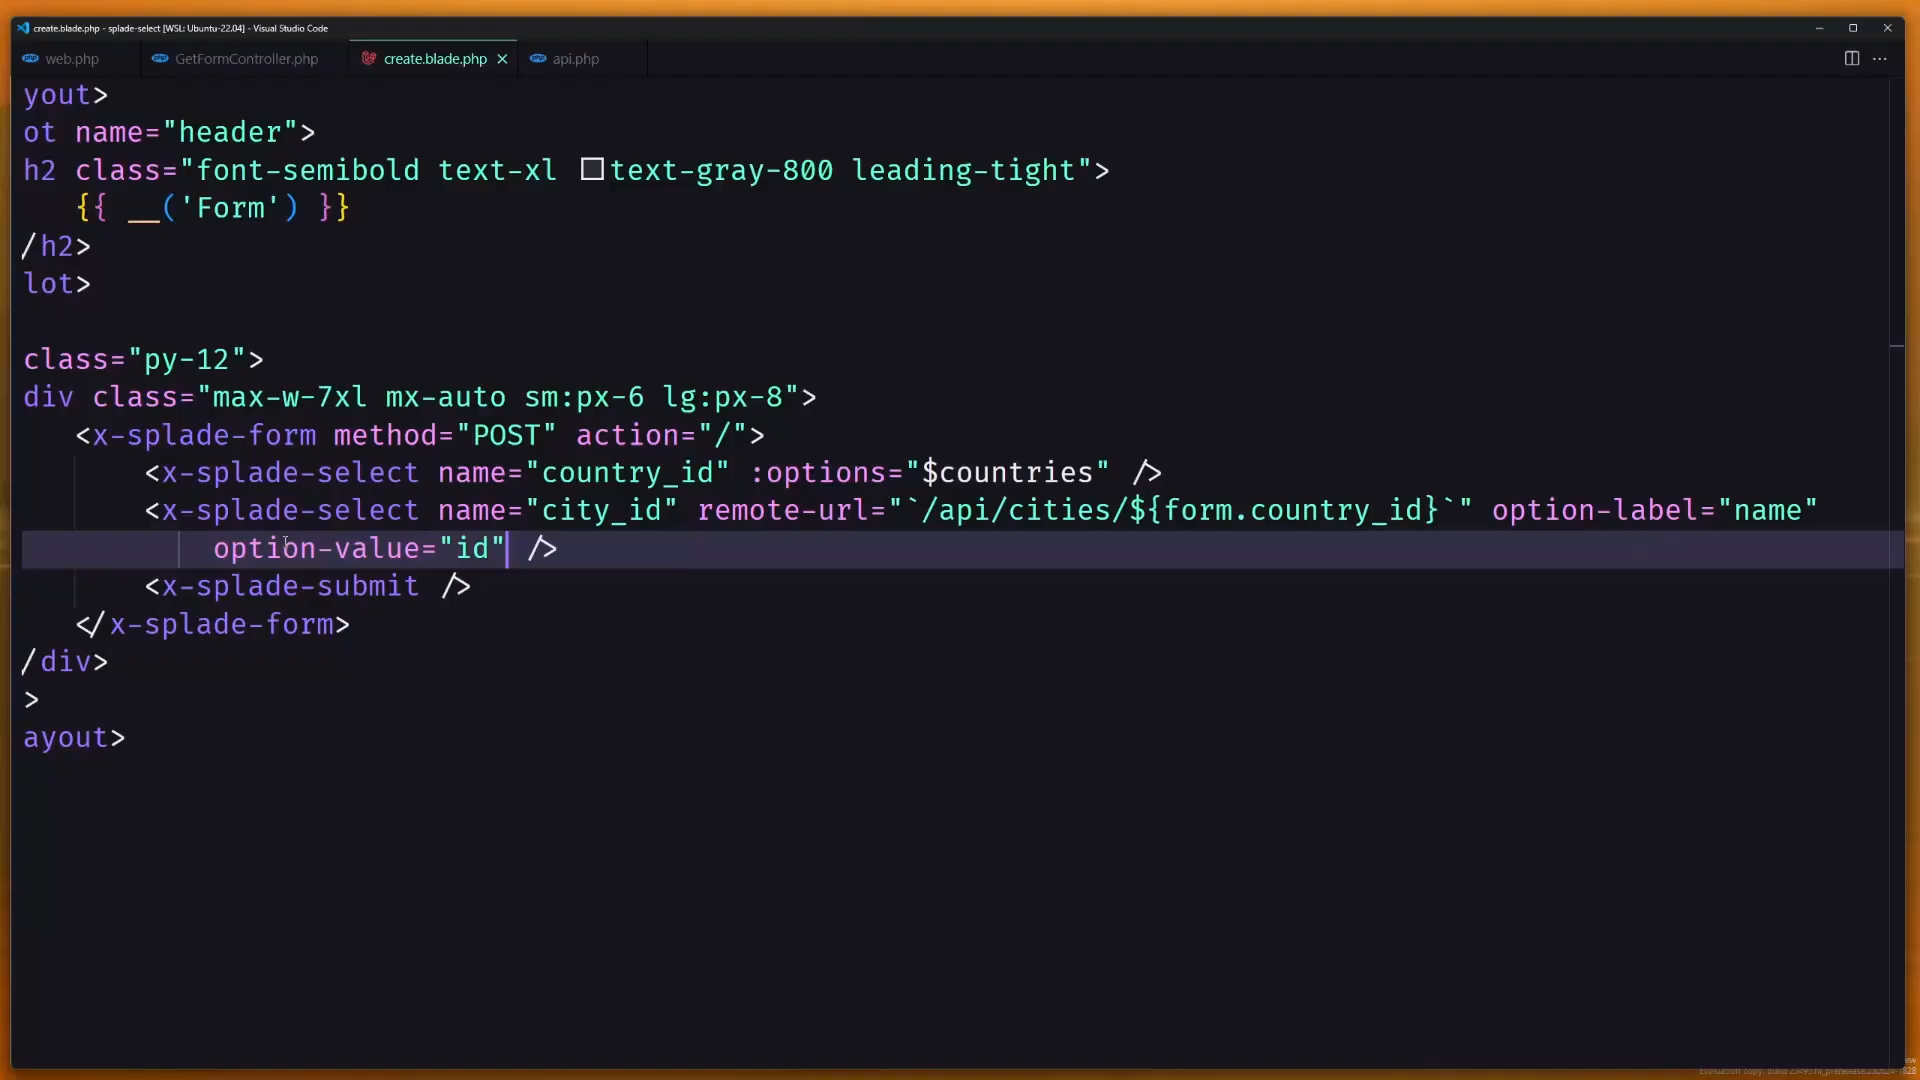 create.blade.php - splade-select [WSL: Ubuntu-22.04] - Visual Studio Code
web.php GetFormController.php create.blade.php api.php
yout>
ot name="header">
h2 class="font-semibold text-xl text-gray-800 leading-tight">
{{ __('Form') }}
/h2>
lot>
class="py-12">
div class="max-w-7xl mx-auto sm:px-6 lg:px-8">
<x-splade-form method="POST" action="/">
<x-splade-select name="country_id" :options="$countries" />
<x-splade-select name="city_id" remote-url="`/api/cities/${form.country_id}`" option-label="name"
option-value="id" />
<x-splade-submit />
</x-splade-form>
/div>
>
ayout>
Evaluation copy. Build